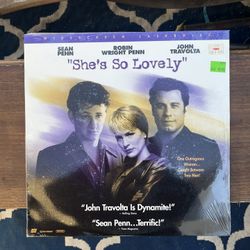 WIDESCREEN LASERDISC
SEAN PENN
ROBIN WRIGHT PENN
JOHN TRAVOLTA
"She's So Lovely"
One Outrageous
Woman...
Caught Between
Two Men!
"John Travolta Is Dynamite!"
"Sean Penn...Terrific!"